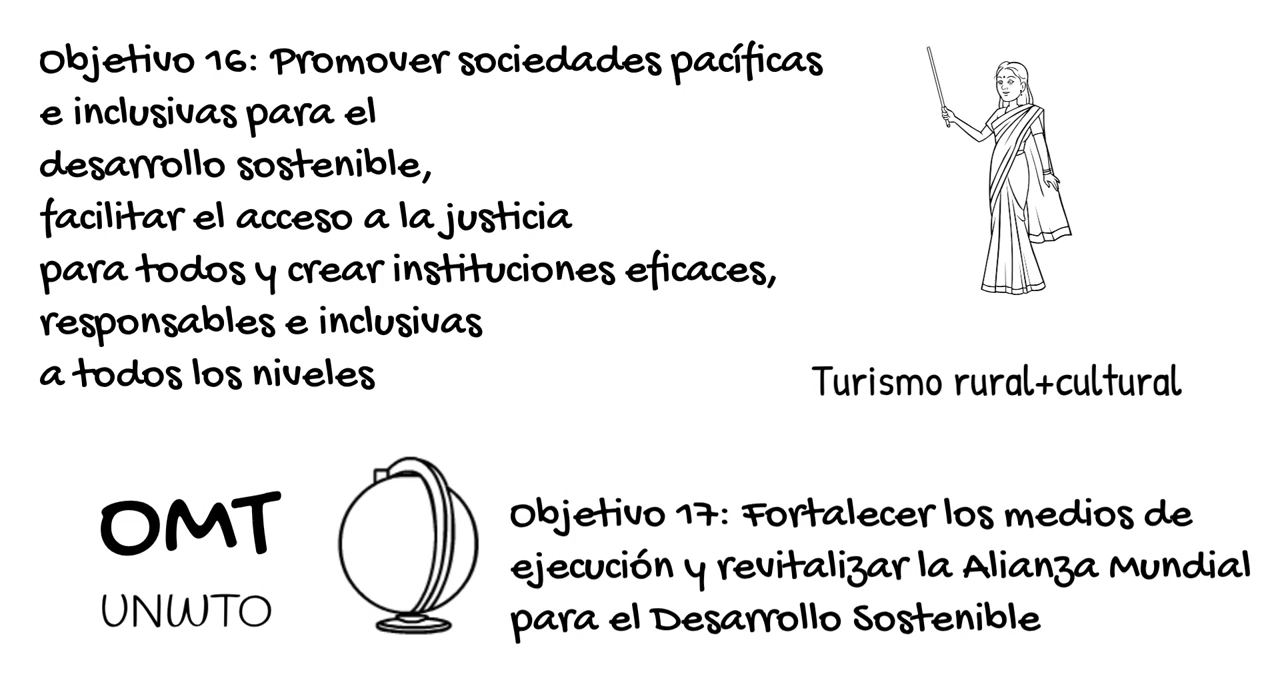 Objetivo 16: Promover sociedades pacíficas
e inclusivas para el
desarrollo sostenible,
facilitar el acceso a la justicia
para todos y crear instituciones eficaces,
responsables e inclusivas
a todos los niveles
Turismo rural+cultural
OMT
UNWTO
Objetivo 17: Fortalecer los medios de
ejecución y revitalizar la Alianza Mundial
para el Desarrollo Sostenible